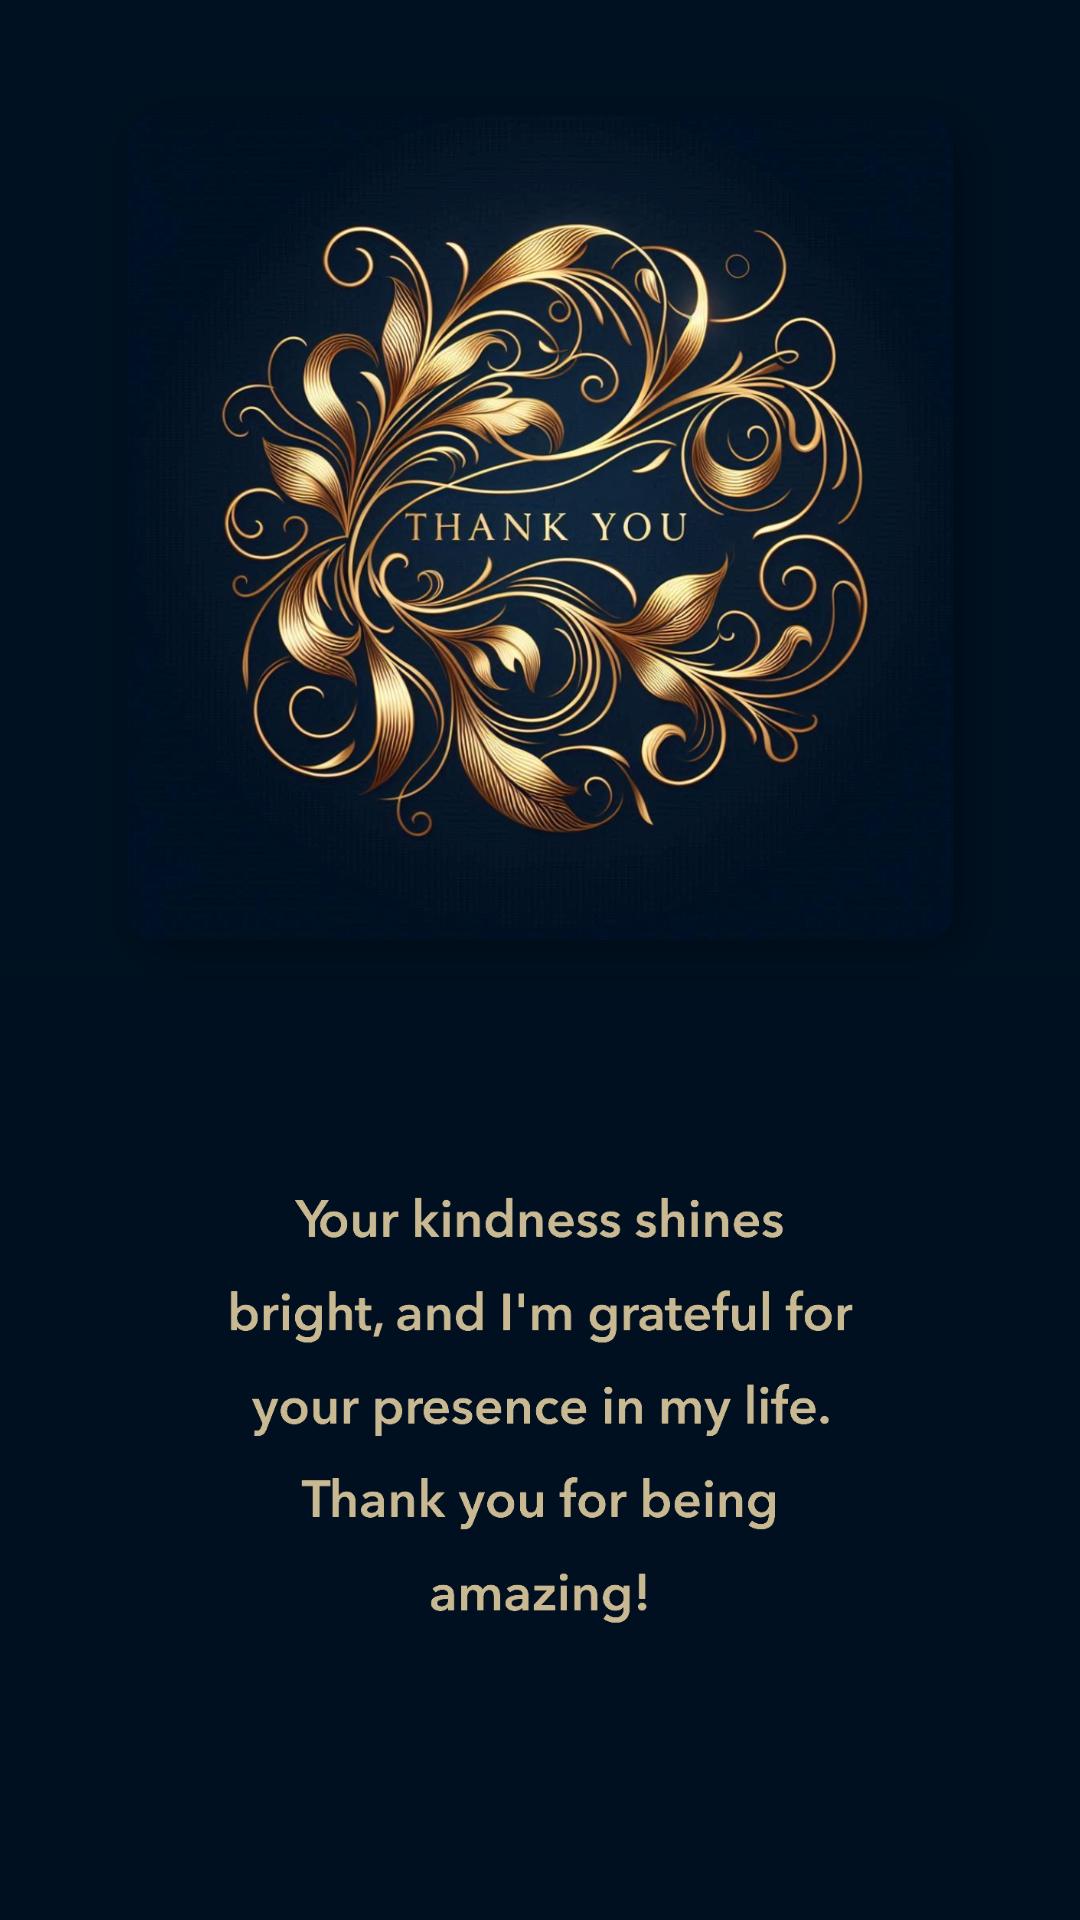 THANK YOU
Your kindness shines
bright, and I'm grateful for
your presence in my life.
Thank you for being
amazing!